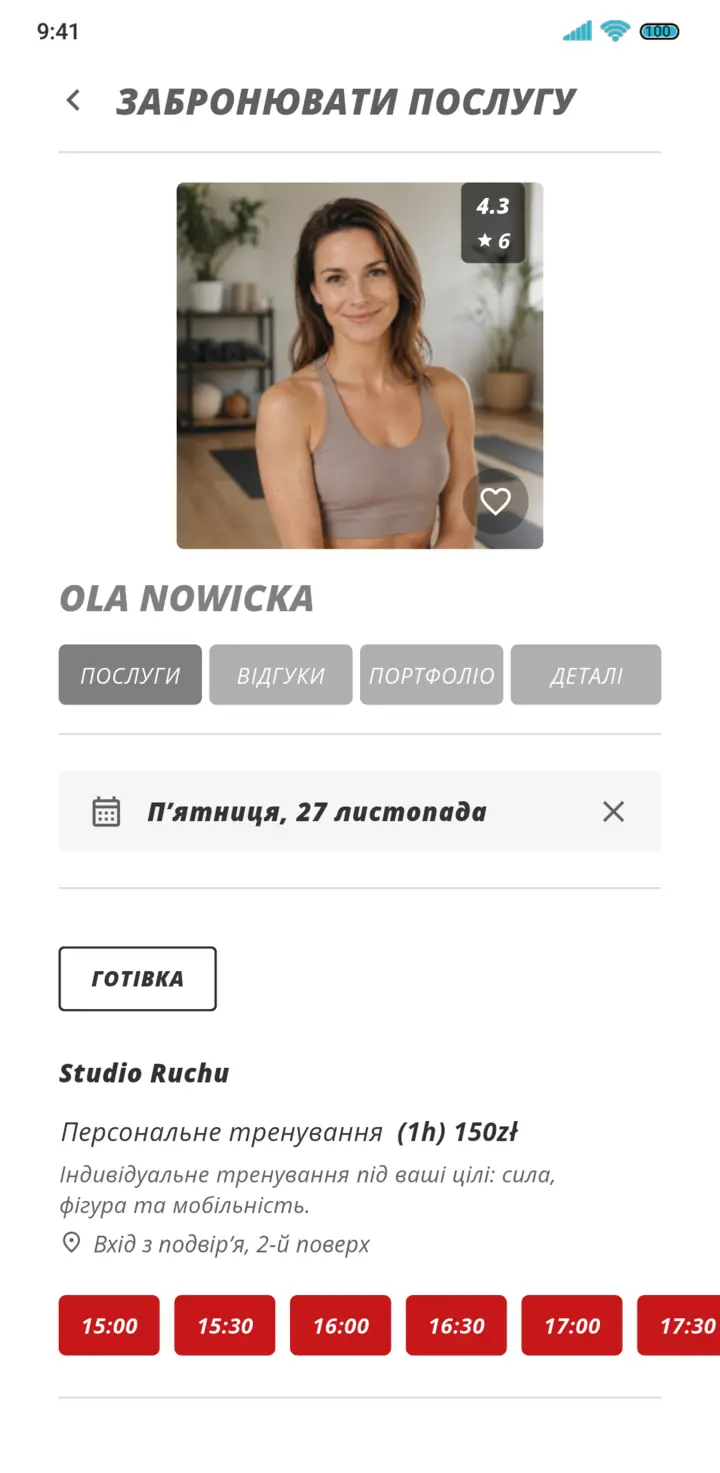 9:41
100
ЗАБРОНЮВАТИ ПОСЛУГУ
4.3
★ 6
OLA NOWICKA
ПОСЛУГИ
ВІДГУКИ
ПОРТФОЛІО
ДЕТАЛІ
П’ятниця, 27 листопада
ГОТІВКА
Studio Ruchu
Персональне тренування (1h) 150zł
Індивідуальне тренування під ваші цілі: сила,
фігура та мобільність.
Вхід з подвір’я, 2-й поверх
15:00
15:30
16:00
16:30
17:00
17:30